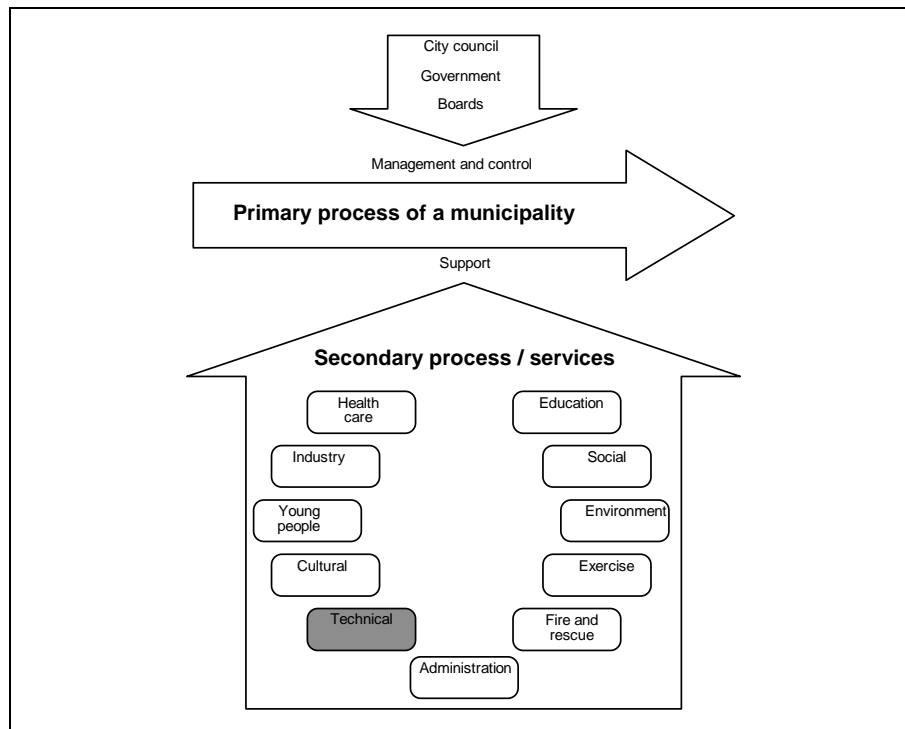 City council
Government
Boards
Management and control
Primary process of a municipality
Support
Secondary process / services
Health
care
Education
Industry
Social
Young
people
Environment
Cultural
Exercise
Technical
Fire and
rescue
Administration